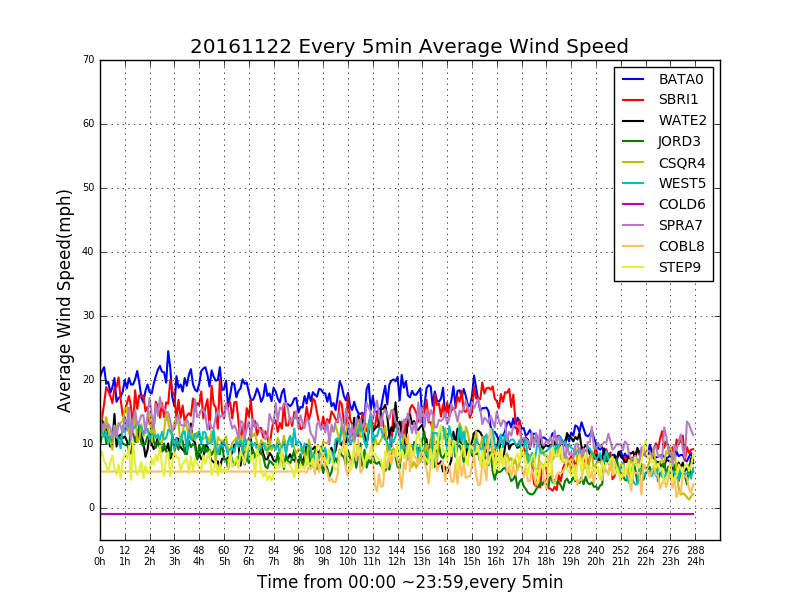 20161122 Every 5min Average Wind Speed
70
60
50
40
30
20
10
0
Average Wind Speed(mph)
BATA0
SBRI1
WATE2
JORD3
CSQR4
WEST5
COLD6
SPRA7
COBL8
STEP9
0 12 24 36 48 60 72 84 96 108 120 132 144 156 168 180 192 204 216 228 240 252 264 276 288
0h 1h 2h 3h 4h 5h 6h 7h 8h 9h 10h 11h 12h 13h 14h 15h 16h 17h 18h 19h 20h 21h 22h 23h 24h
Time from 00:00 ~23:59,every 5min